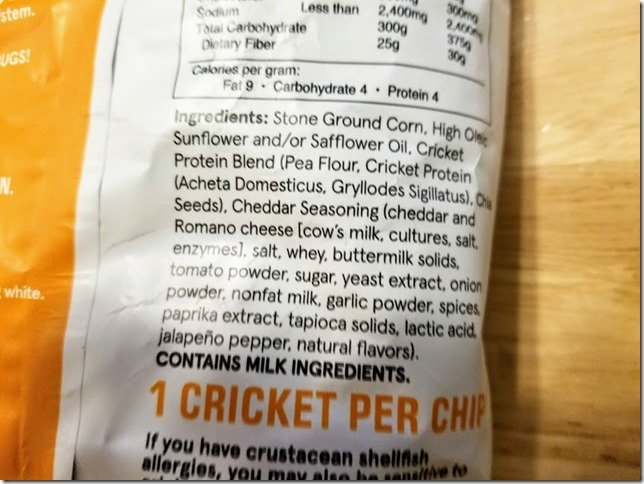 stem.
UGS!
N.
white.
Sodium Less than 2,400mg 2,400mg
Total Carbohydrate 300g 375g
Dietary Fiber 25g 30g
Calories per gram:
Fat 9 • Carbohydrate 4 • Protein 4
Ingredients: Stone Ground Corn, High Oleic
Sunflower and/or Safflower Oil, Cricket
Protein Blend (Pea Flour, Cricket Protein
(Acheta Domesticus, Gryllodes Sigillatus), Chia
Seeds), Cheddar Seasoning (cheddar and
Romano cheese [cow's milk, cultures, salt,
enzymes], salt, whey, buttermilk solids,
tomato powder, sugar, yeast extract, onion
powder, nonfat milk, garlic powder, spices,
paprika extract, tapioca solids, lactic acid,
jalapeño pepper, natural flavors).
CONTAINS MILK INGREDIENTS.
1 CRICKET PER CHIP
If you have crustacean shellfish
allergies, you may also be sensitive to